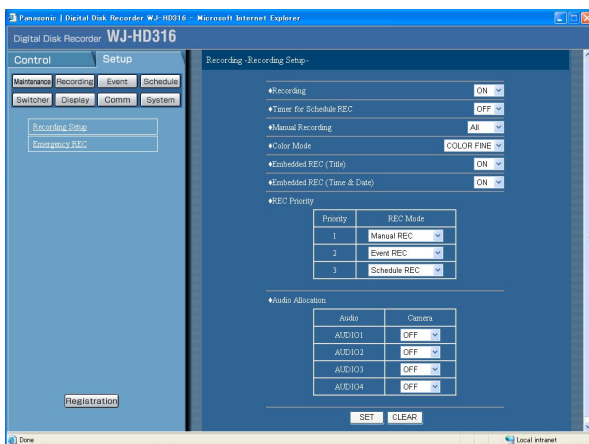 Panasonic | Digital Disk Recorder WJ-HD316 - Microsoft Internet Explorer
Digital Disk Recorder WJ-HD316
Control Setup
Maintenance Recording Event Schedule
Switcher Display Comm System
Recording Setup
Emergency REC
Registration
Recording -Recording Setup-
♦Recording ON
♦Timer for Schedule REC OFF
♦Manual Recording All
♦Color Mode COLOR FINE
♦Embedded REC (Title) ON
♦Embedded REC (Time & Date) ON
♦REC Priority
Priority REC Mode
1 Manual REC
2 Event REC
3 Schedule REC
♦Audio Allocation
Audio Camera
AUDIO1 OFF
AUDIO2 OFF
AUDIO3 OFF
AUDIO4 OFF
SET CLEAR
Done Local intranet